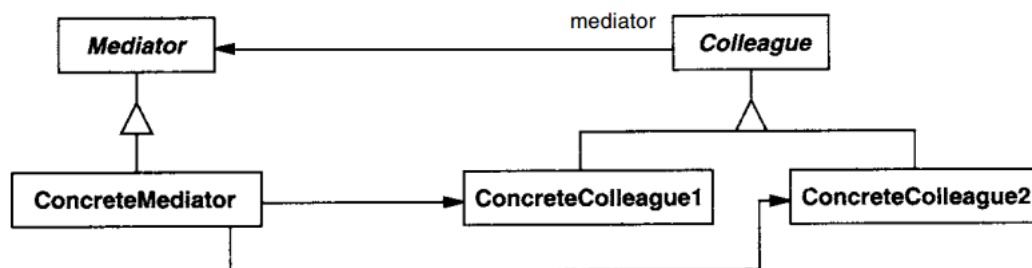 mediator
Mediator
Colleague
ConcreteMediator
ConcreteColleague1
ConcreteColleague2